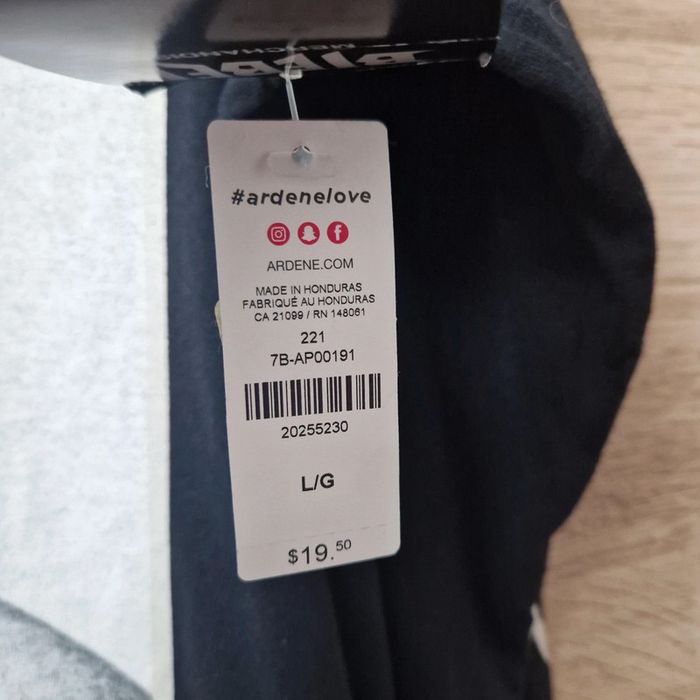 #ardenelove
ARDENE.COM
MADE IN HONDURAS
FABRIQUÉ AU HONDURAS
CA 21099 / RN 148061
221
7B-AP00191
20255230
L/G
$19.50